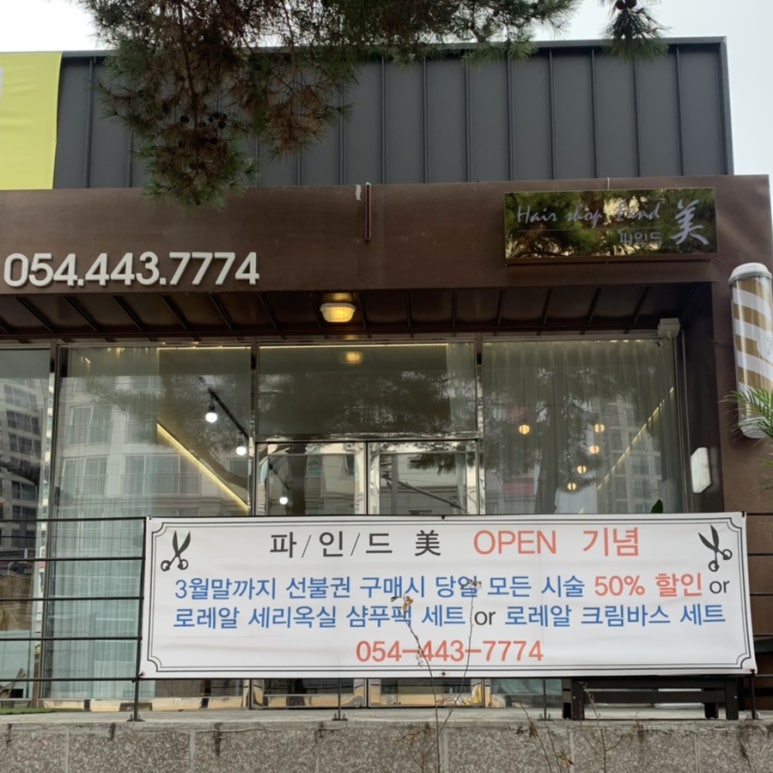 Hair shop Find 美
파인드
054.443.7774
파/인/드 美 OPEN 기념
3월말까지 선불권 구매시 당일 모든 시술 50% 할인 or
로레알 세리옥실 샴푸팩 세트 or 로레알 크림바스 세트
054-443-7774